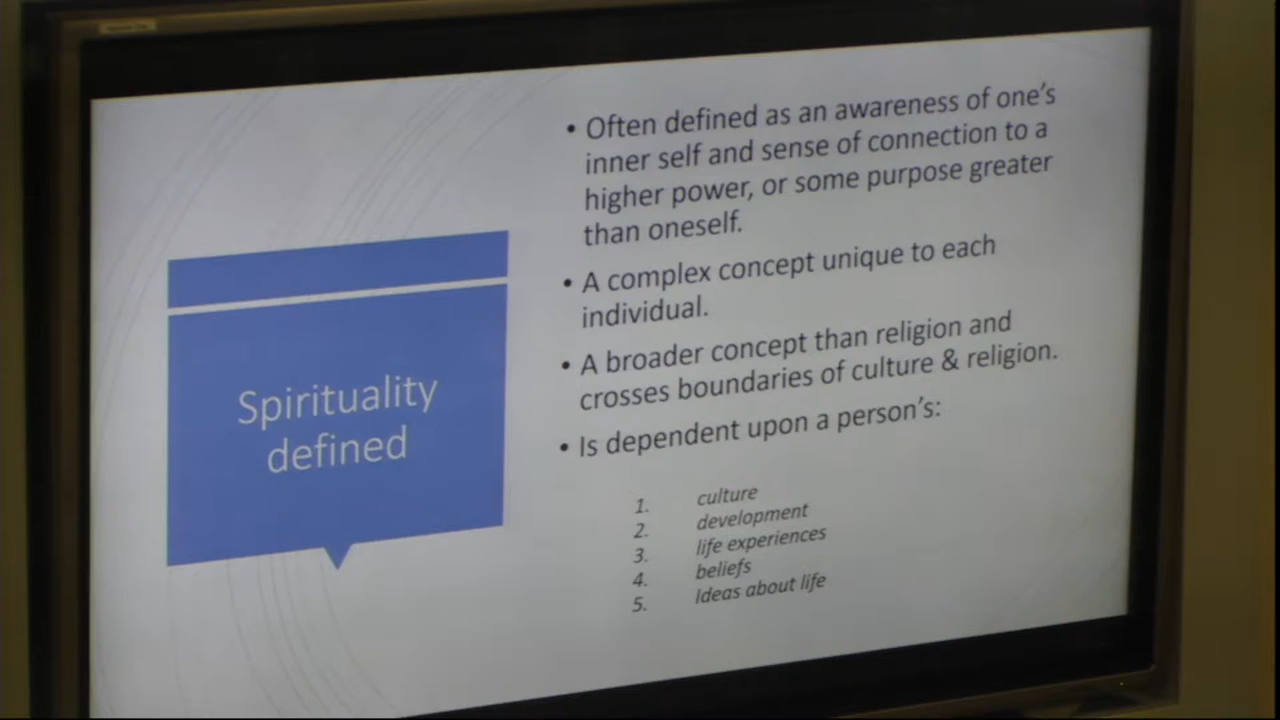 Spirituality
defined
• Often defined as an awareness of one's
inner self and sense of connection to a
higher power, or some purpose greater
than oneself.
• A complex concept unique to each
individual.
• A broader concept than religion and
crosses boundaries of culture & religion.
• Is dependent upon a person's:
1. culture
2. development
3. life experiences
4. beliefs
5. Ideas about life